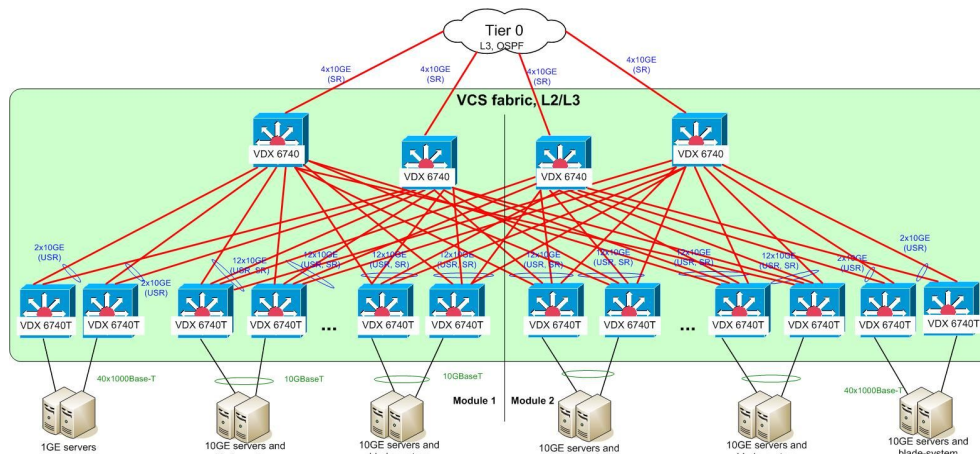 Tier 0
L3, OSPF
4x10GE
(SR)
4x10GE
(SR)
4x10GE
(SR)
4x10GE
(SR)
VCS fabric, L2/L3
VDX 6740
VDX 6740
VDX 6740
VDX 6740
2x10GE
(USR)
2x10GE
(USR)
12x10GE
(USR, SR)
12x10GE
(USR, SR)
12x10GE
(USR, SR)
12x10GE
(USR, SR)
12x10GE
(USR, SR)
12x10GE
(USR, SR)
12x10GE
(USR, SR)
12x10GE
(USR, SR)
2x10GE
(USR)
2x10GE
(USR)
VDX 6740T
VDX 6740T
VDX 6740T
VDX 6740T
...
VDX 6740T
VDX 6740T
VDX 6740T
VDX 6740T
...
VDX 6740T
VDX 6740T
VDX 6740T
VDX 6740T
40x1000Base-T
10GBaseT
10GBaseT
40x1000Base-T
Module 1
Module 2
1GE servers
10GE servers and
10GE servers and
10GE servers and
10GE servers and
10GE servers and
blade-system